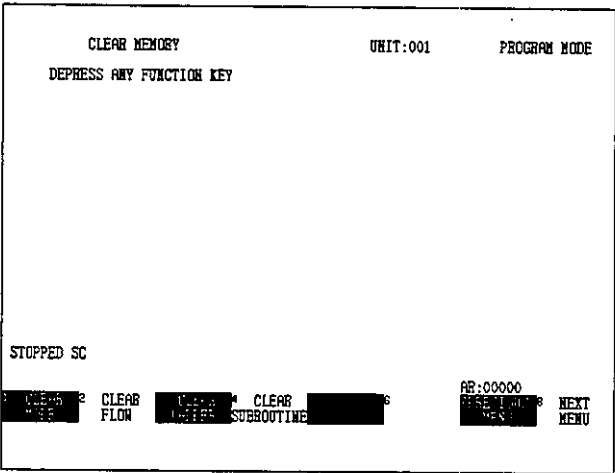 CLEAR MEMORY UNIT:001 PROGRAM MODE
DEPRESS ANY FUNCTION KEY
STOPPED SC
AR:00000
CLEAR 2 CLEAR 4 CLEAR 6 8 NEXT
FLOW SUBROUTINE MENU